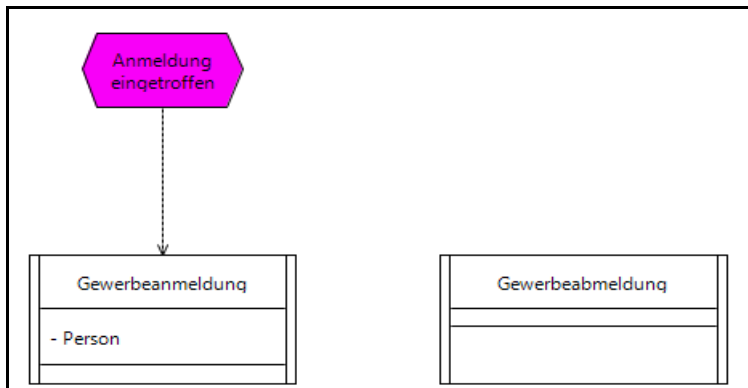 Anmeldung
eingetroffen
Gewerbeanmeldung
Gewerbeabmeldung
- Person